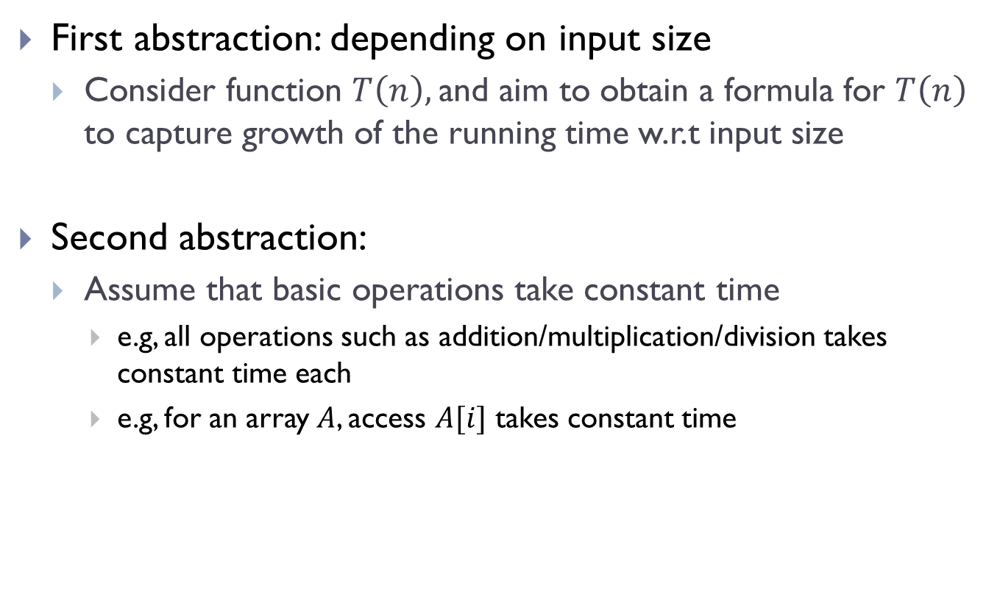 First abstraction: depending on input size
Consider function T(n), and aim to obtain a formula for T(n)
to capture growth of the running time w.r.t input size
Second abstraction:
Assume that basic operations take constant time
e.g, all operations such as addition/multiplication/division takes
constant time each
e.g, for an array A, access A[i] takes constant time